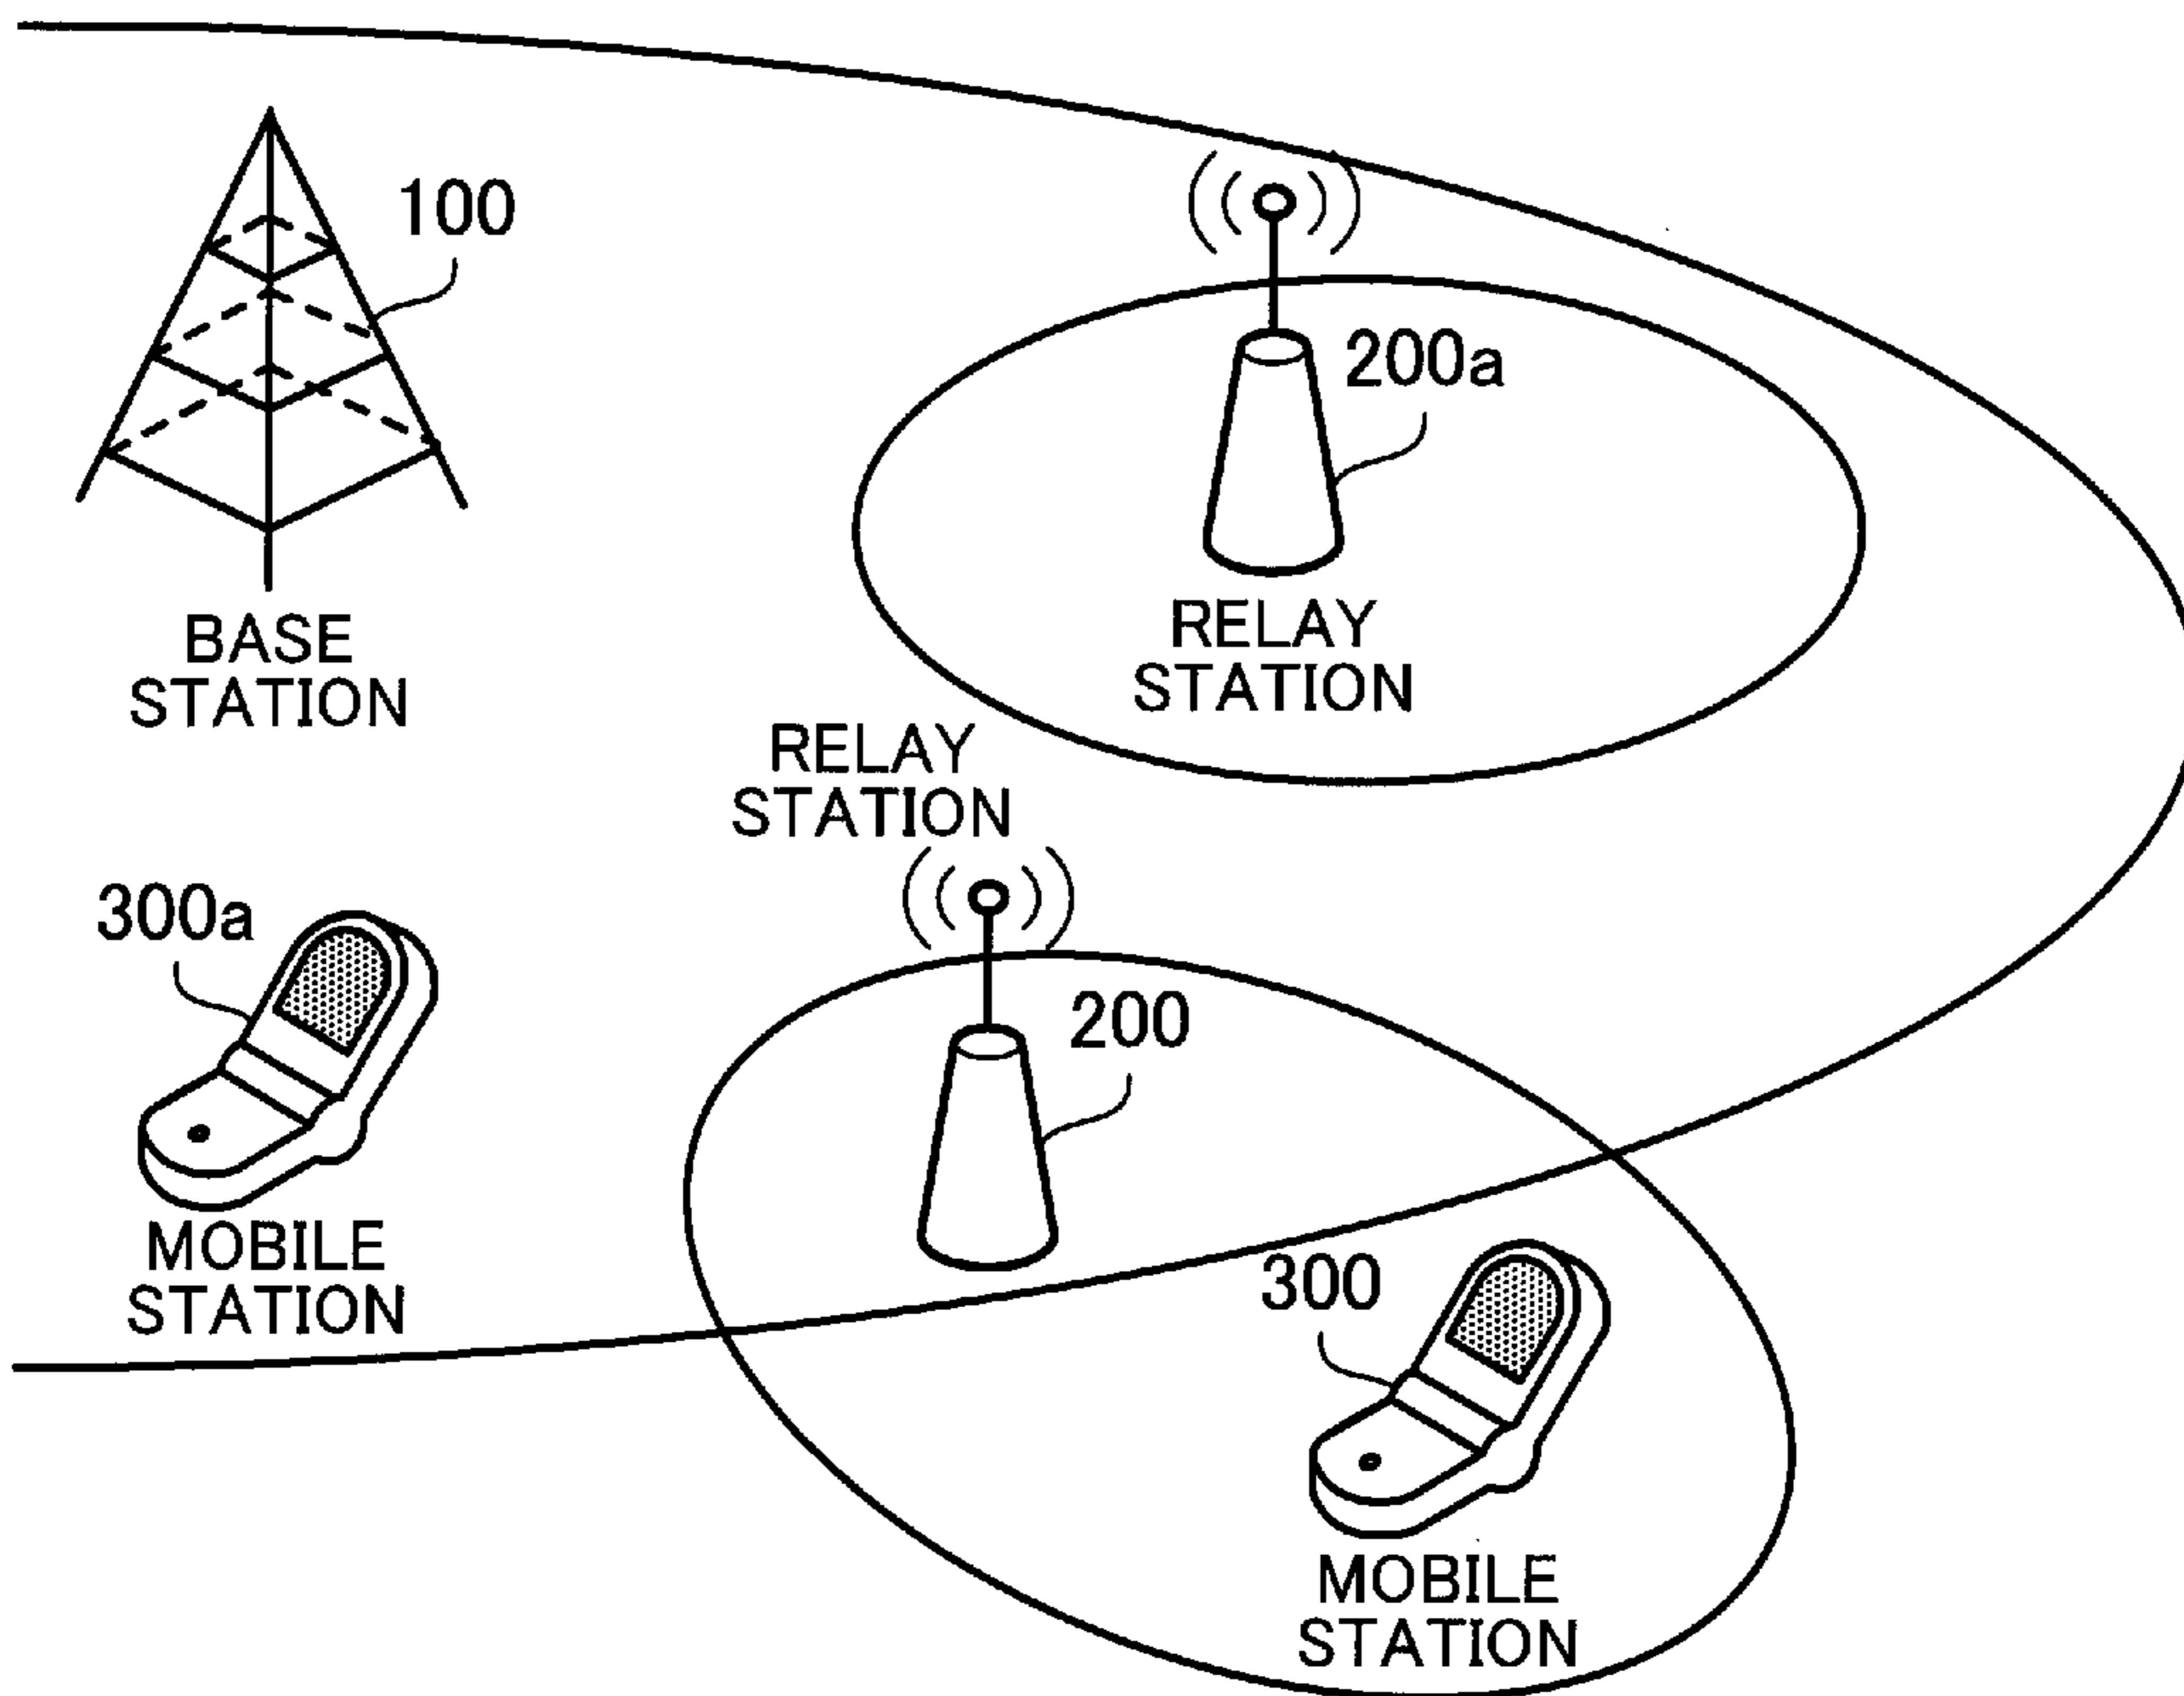 100
BASE
STATION
200a
RELAY
STATION
RELAY
STATION
200
300a
MOBILE
STATION
300
MOBILE
STATION